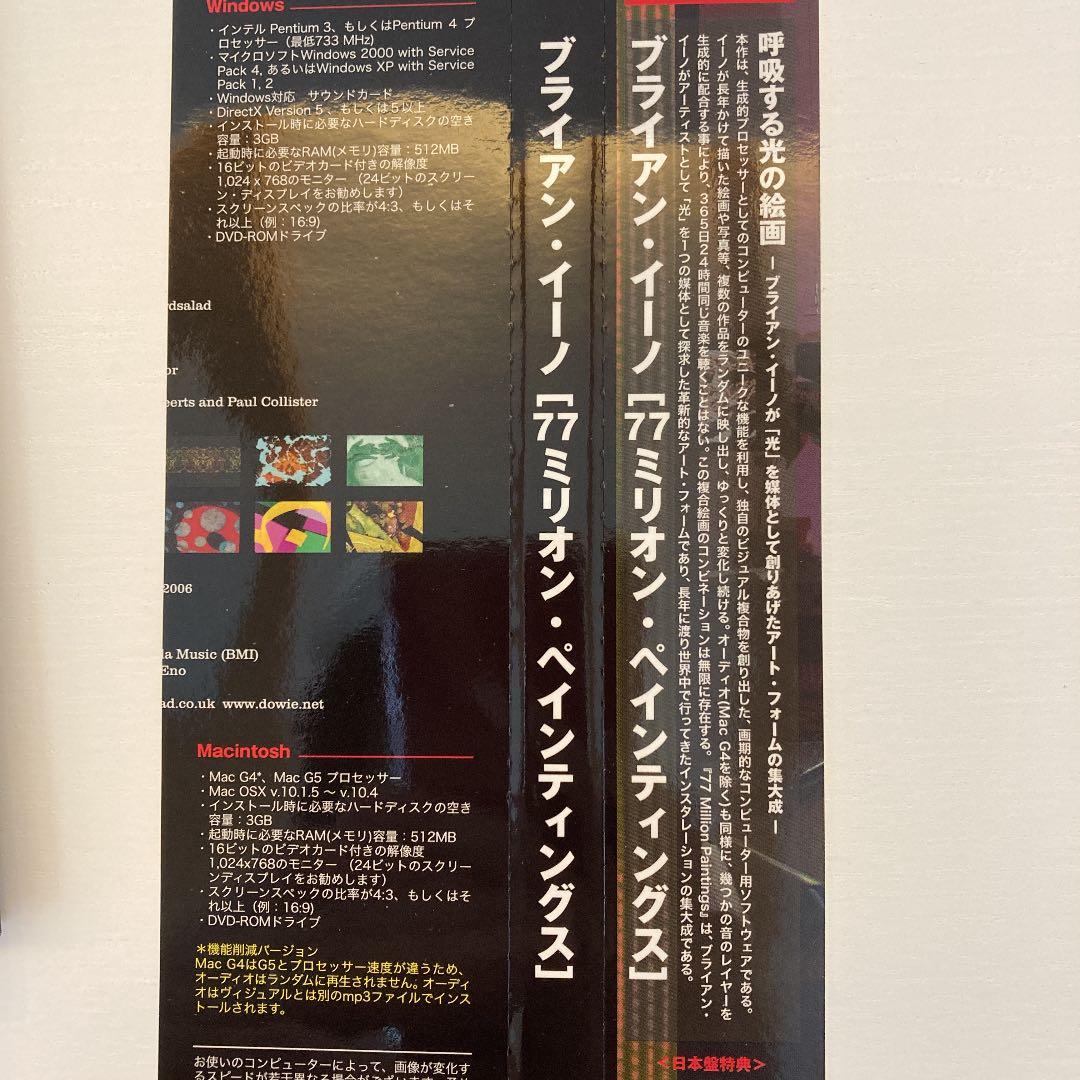 Windows
・インテル Pentium 3、もしくはPentium 4 プ
ロセッサー（最低733 MHz）
・マイクロソフトWindows 2000 with Service
Pack 4, あるいはWindows XP with Service
Pack 1, 2
・Windows対応　サウンドカード
・DirectX Version 5 、もしくは５以上
・インストール時に必要なハードディスクの空き
容量：3GB
・起動時に必要なRAM(メモリ)容量：512MB
・16ビットのビデオカード付きの解像度
1,024 x 768のモニター （24ビットのスクリー
ン・ディスプレイをお勧めします）
・スクリーンスペックの比率が4:3、もしくはそ
れ以上（例：16:9)
・DVD-ROMドライブ
rdsalad
or
eerts and Paul Collister
2006
a Music (BMI)
Eno
ad.co.uk www.dowie.net
Macintosh
・Mac G4*、Mac G5 プロセッサー
・Mac OSX v.10.1.5 ～ v.10.4
・インストール時に必要なハードディスクの空き
容量：3GB
・起動時に必要なRAM(メモリ)容量：512MB
・16ビットのビデオカード付きの解像度
1,024x768のモニター （24ビットのスクリー
ンディスプレイをお勧めします）
・スクリーンスペックの比率が4:3、もしくはそ
れ以上（例：16:9)
・DVD-ROMドライブ
＊機能削減バージョン
Mac G4はG5とプロセッサー速度が違うため、
オーディオはランダムに再生されません。オーディ
オはヴィジュアルとは別のmp3ファイルでインス
トールされます。
お使いのコンピューターによって、画像が変化す
ブライアン・イーノ［77ミリオン・ペインティングス］
ブライアン・イーノ［77ミリオン・ペインティングス］
呼吸する光の絵画 ― ブライアン・イーノが「光」を媒体として創りあげたアート・フォームの集大成 ―
本作は、生成的プロセッサーとしてのコンピューターのユニークな機能を利用し、独自のビジュアル複合物を創り出した、画期的なコンピューター用ソフトウェアである。
イーノが長年かけて描いた絵画や写真等、複数の作品をランダムに映し出し、ゆっくりと変化し続ける。オーディオ(Mac G4を除く)も同様に、幾つかの音のレイヤーを
生成的に配合する事により、365日24時間同じ音楽を聴くことはない。この複合絵画のコンビネーションは無限に存在する。『77 Million Paintings』は、ブライアン・
イーノがアーティストとして「光」を1つの媒体として探求した革新的なアート・フォームであり、長年に渡り世界中で行ってきたインスタレーションの集大成である。
＜日本盤特典＞